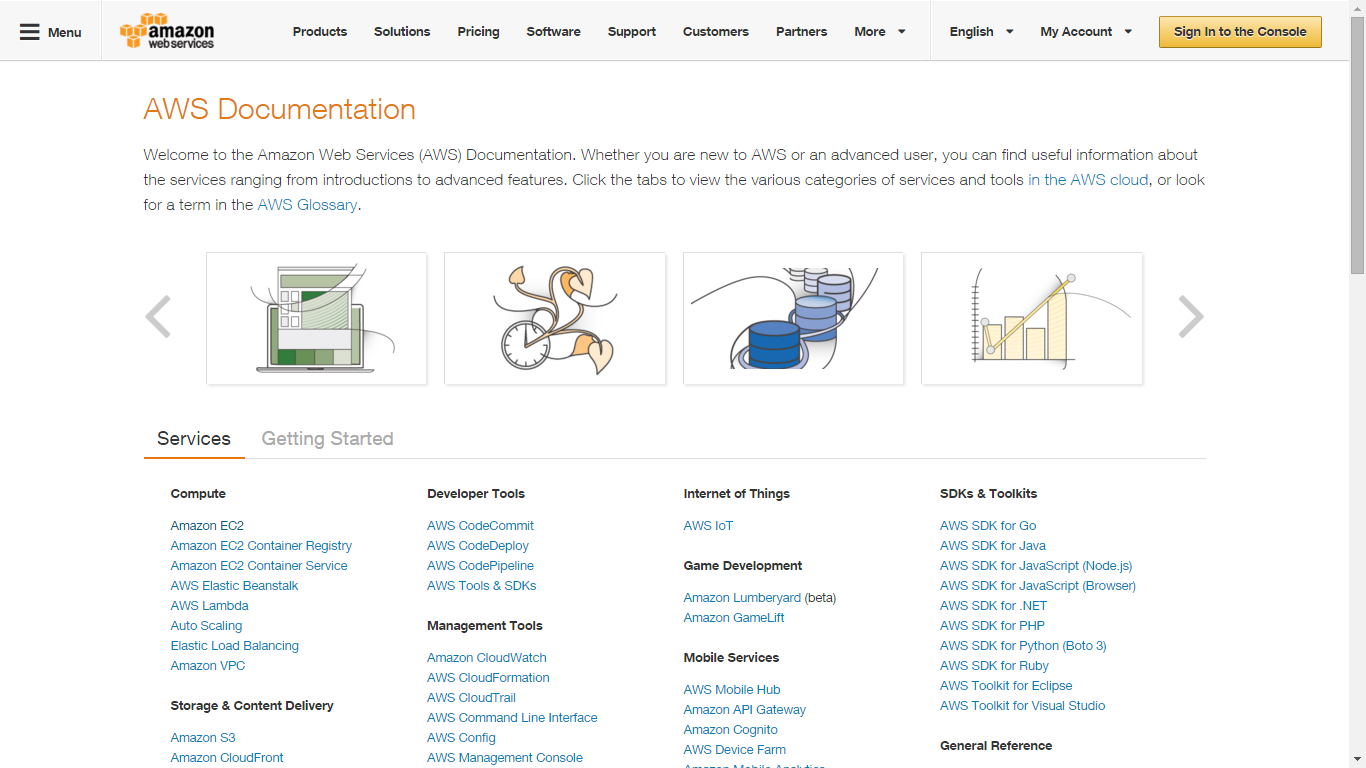 Menu
amazon
webservices
Products
Solutions
Pricing
Software
Support
Customers
Partners
More
English
My Account
Sign In to the Console
AWS Documentation
Welcome to the Amazon Web Services (AWS) Documentation. Whether you are new to AWS or an advanced user, you can find useful information about
the services ranging from introductions to advanced features. Click the tabs to view the various categories of services and tools in the AWS cloud, or look
for a term in the AWS Glossary.
Services
Getting Started
Compute
Amazon EC2
Amazon EC2 Container Registry
Amazon EC2 Container Service
AWS Elastic Beanstalk
AWS Lambda
Auto Scaling
Elastic Load Balancing
Amazon VPC
Storage & Content Delivery
Amazon S3
Amazon CloudFront
Developer Tools
AWS CodeCommit
AWS CodeDeploy
AWS CodePipeline
AWS Tools & SDKs
Management Tools
Amazon CloudWatch
AWS CloudFormation
AWS CloudTrail
AWS Command Line Interface
AWS Config
AWS Management Console
Internet of Things
AWS IoT
Game Development
Amazon Lumberyard (beta)
Amazon GameLift
Mobile Services
AWS Mobile Hub
Amazon API Gateway
Amazon Cognito
AWS Device Farm
Amazon Mobile Analytics
SDKs & Toolkits
AWS SDK for Go
AWS SDK for Java
AWS SDK for JavaScript (Node.js)
AWS SDK for JavaScript (Browser)
AWS SDK for .NET
AWS SDK for PHP
AWS SDK for Python (Boto 3)
AWS SDK for Ruby
AWS Toolkit for Eclipse
AWS Toolkit for Visual Studio
General Reference